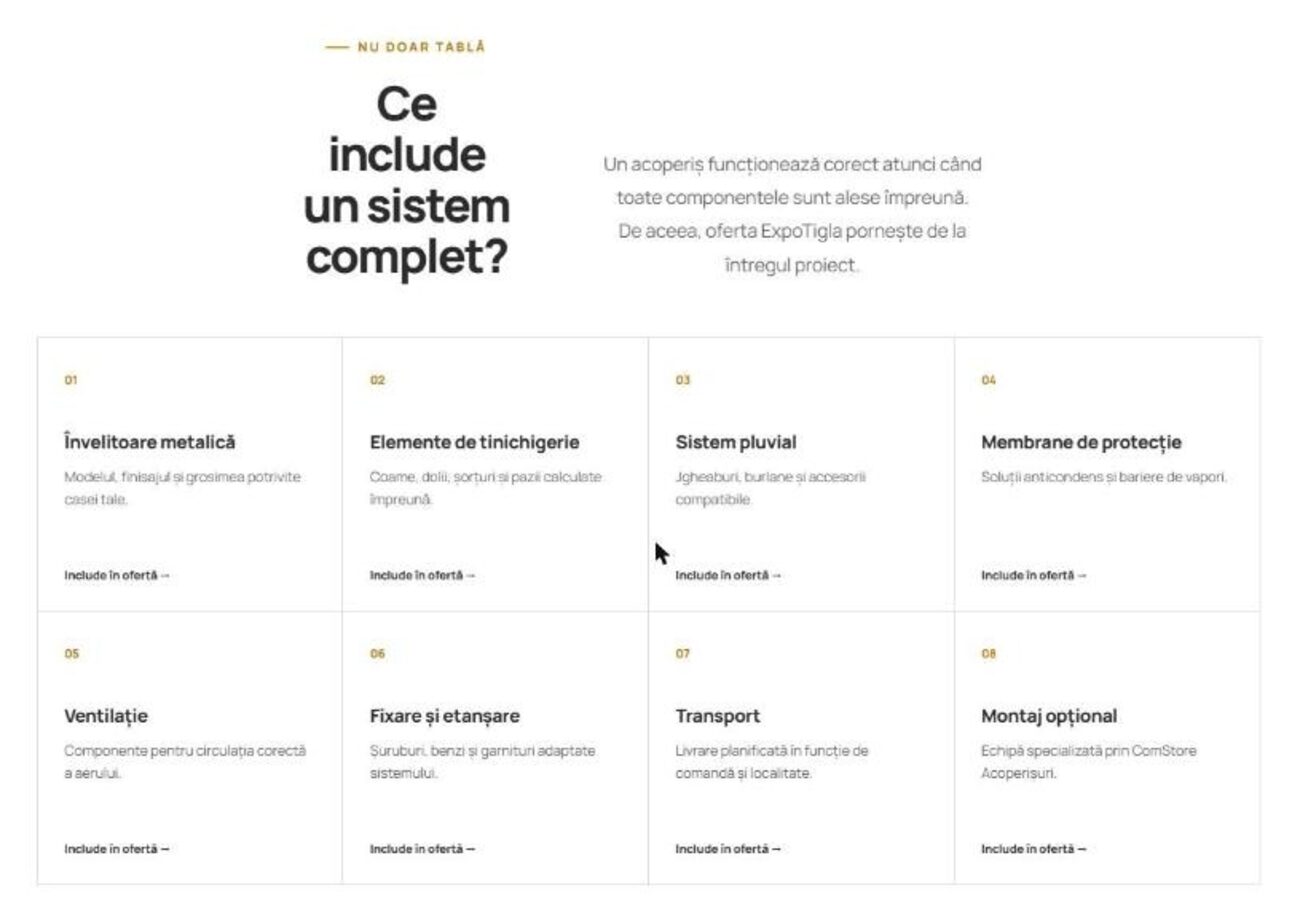 NU DOAR TABLĂ
Ce
include
un sistem
complet?
Un acoperiș funcționează corect atunci când
toate componentele sunt alese împreună.
De aceea, oferta ExpoTigla pornește de la
întregul proiect.
01
Învelitoare metalică
Modelul, finisajul și grosimea potrivite
casei tale.
Include în ofertă →
02
Elemente de tinichigerie
Coame, dolii, șorțuri și pazii calculate
împreună.
Include în ofertă →
03
Sistem pluvial
Jgheaburi, burlane și accesorii
compatibile.
Include în ofertă →
04
Membrane de protecție
Soluții anticondens și bariere de vapori.
Include în ofertă →
05
Ventilație
Componente pentru circulația corectă
a aerului.
Include în ofertă →
06
Fixare și etanșare
Șuruburi, benzi și garnituri adaptate
sistemului.
Include în ofertă →
07
Transport
Livrare planificată în funcție de
comandă și localitate.
Include în ofertă →
08
Montaj opțional
Echipă specializată prin ComStore
Acoperișuri.
Include în ofertă →